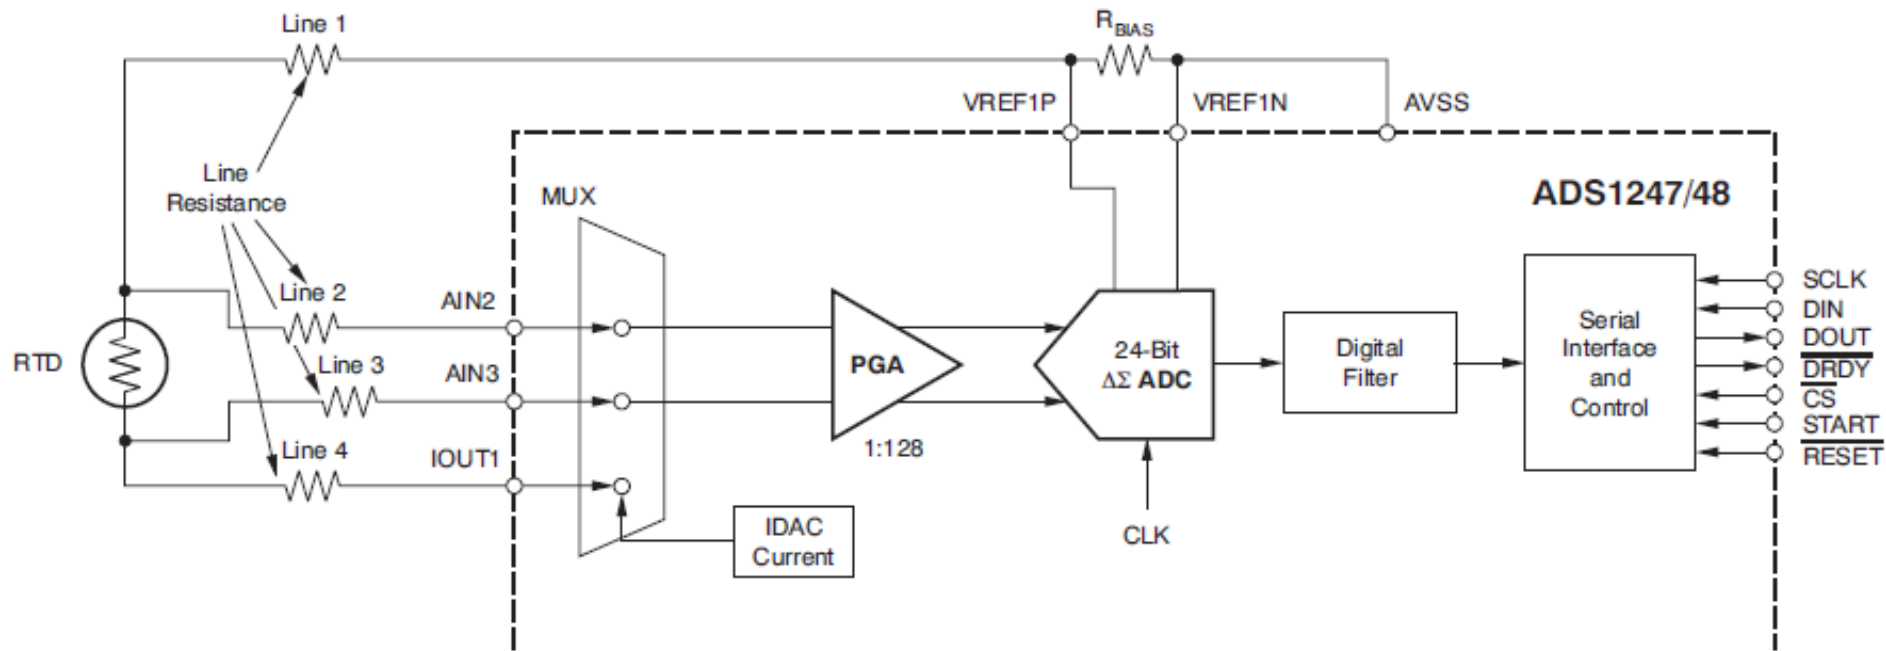 Line 1
R_BIAS
VREF1P
VREF1N
AVSS
Line
Resistance
MUX
ADS1247/48
Line 2
AIN2
RTD
Line 3
AIN3
Line 4
IOUT1
PGA
1:128
24-Bit
ΔΣ ADC
CLK
IDAC
Current
Digital
Filter
Serial
Interface
and
Control
SCLK
DIN
DOUT
DRDY
CS
START
RESET